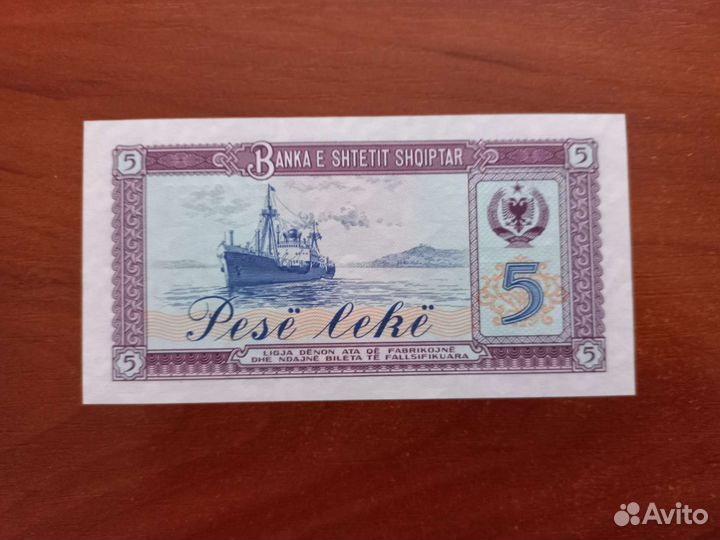 5 BANKA E SHTETIT SHQIPTAR 5
5
Pesë lekë
5 LIGJA DËNON ATA QË FABRIKOJNË 5
DHE NDAJNË BILETA TË FALLSIFIKUARA
Avito